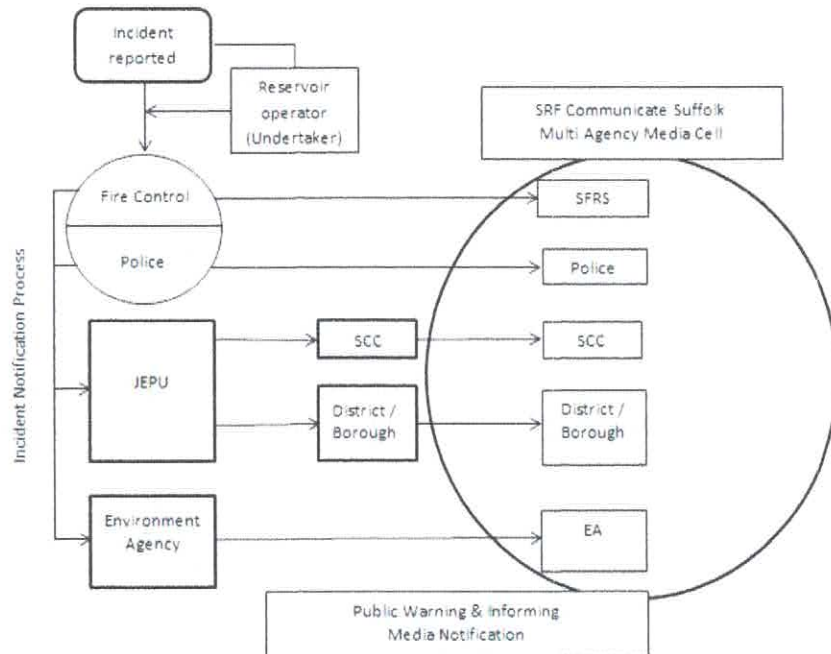 Incident
reported
Reservoir
operator
(Undertaker)
SRF Communicate Suffolk
Multi Agency Media Cell
Fire Control
SFRS
Police
Police
Incident Notification Process
JEPU
SCC
SCC
District /
Borough
District /
Borough
Environment
Agency
EA
Public Warning & Informing
Media Notification